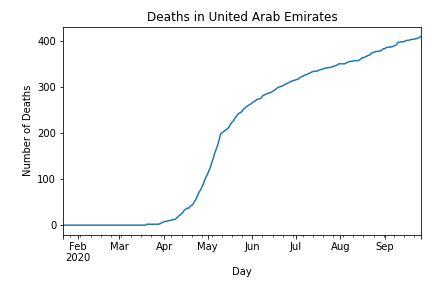 Deaths in United Arab Emirates
Number of Deaths
400
300
200
100
0
Feb Mar Apr May Jun Jul Aug Sep
2020
Day